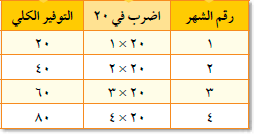 رقم الشهر اضرب في ٢٠ التوفير الكلي
١ ١ × ٢٠ ٢٠
٢ ٢ × ٢٠ ٤٠
٣ ٣ × ٢٠ ٦٠
٤ ٤ × ٢٠ ٨٠